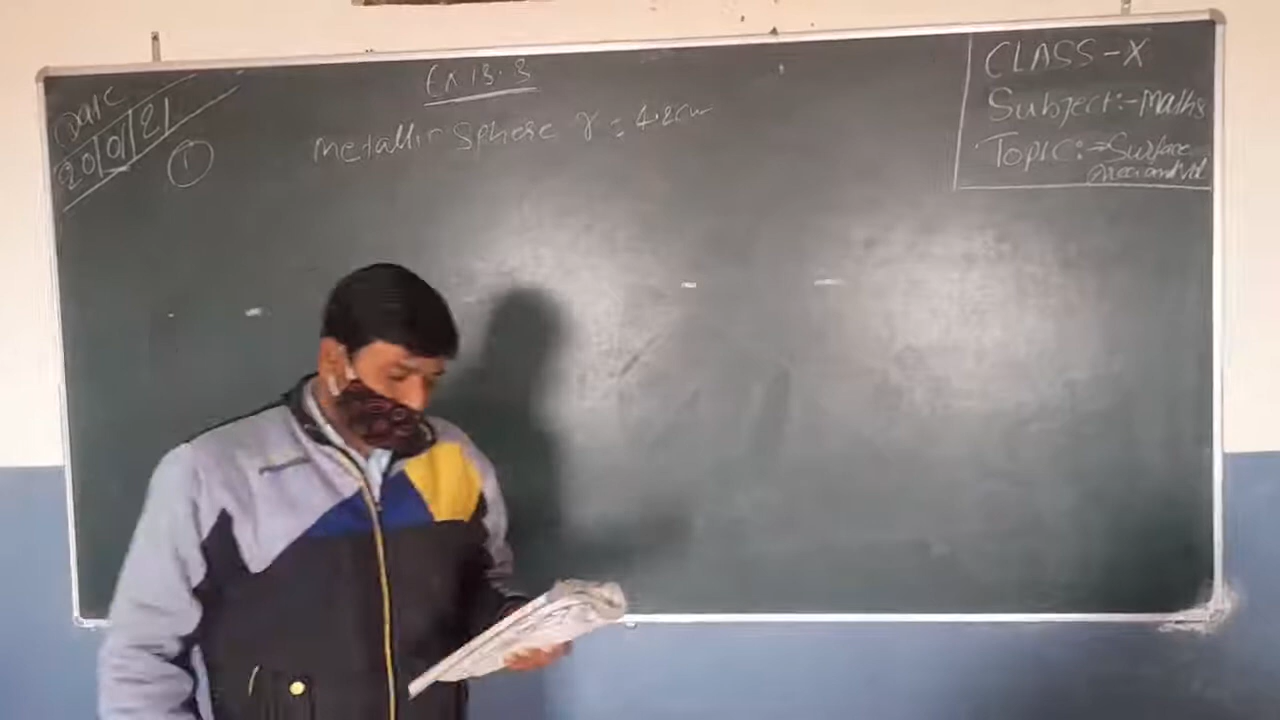 Date
20/01/21
Ex 13.3
① Metallic Sphere r = 4.2cm
CLASS-X
Subject:-Maths
Topic:⇒Surface
Area and Vol